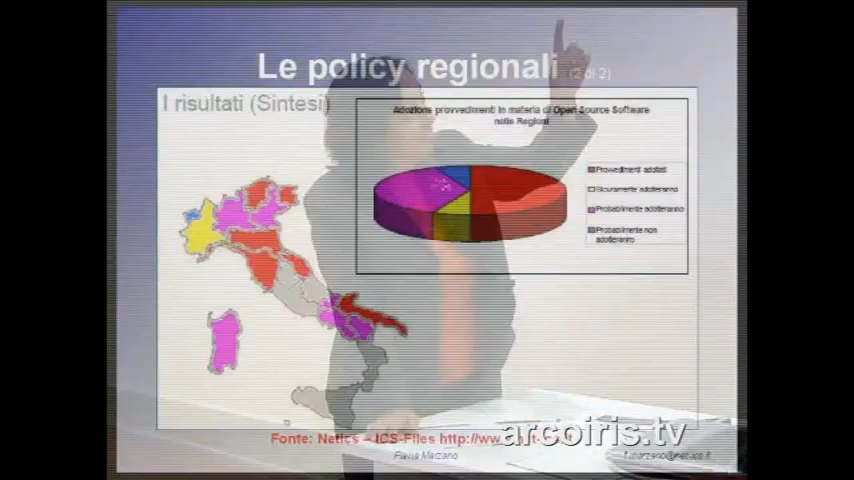 Le policy regionali (2 di 2)
I risultati (Sintesi)
Adozione provvedimenti in materia di Open Source Software
nelle Regioni
Provvedimenti adottati
Sicuramente adotteranno
Probabilmente adotteranno
Probabilmente non
adotteranno
Fonte: Netics – ICS-Files http://
arcoiris.tv
Flavia Marzano